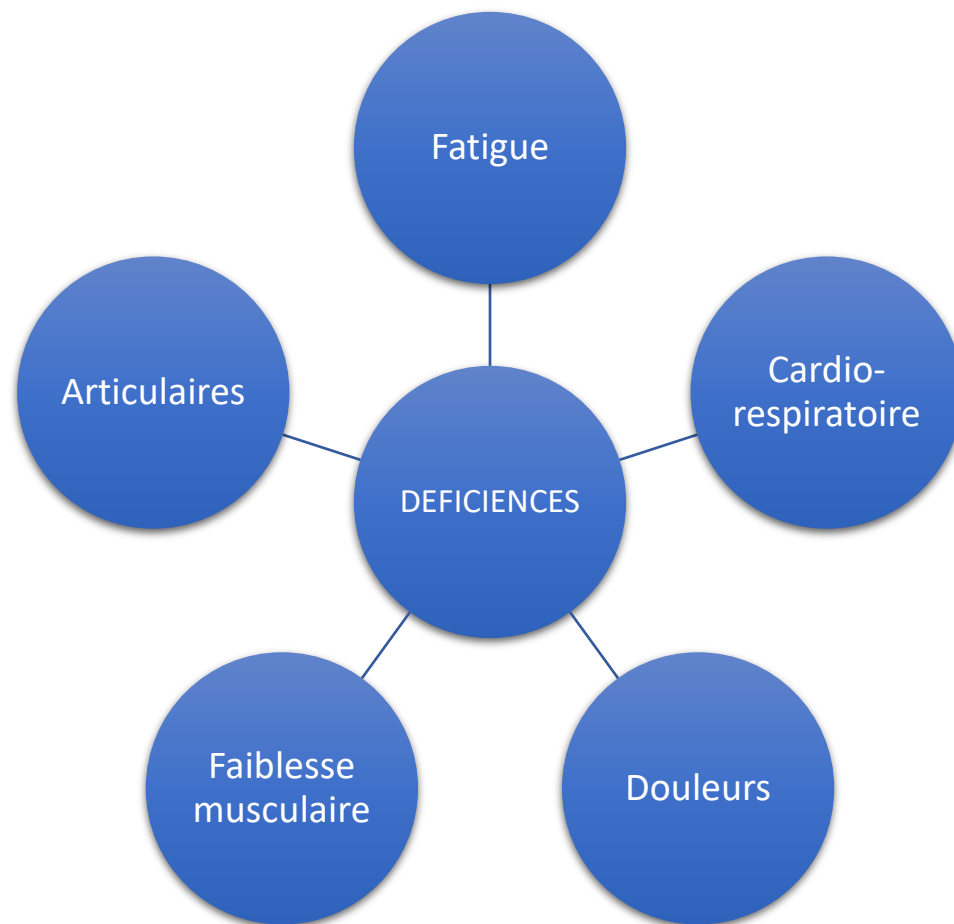 Fatigue
Cardio-
respiratoire
Articulaires
DEFICIENCES
Faiblesse
musculaire
Douleurs